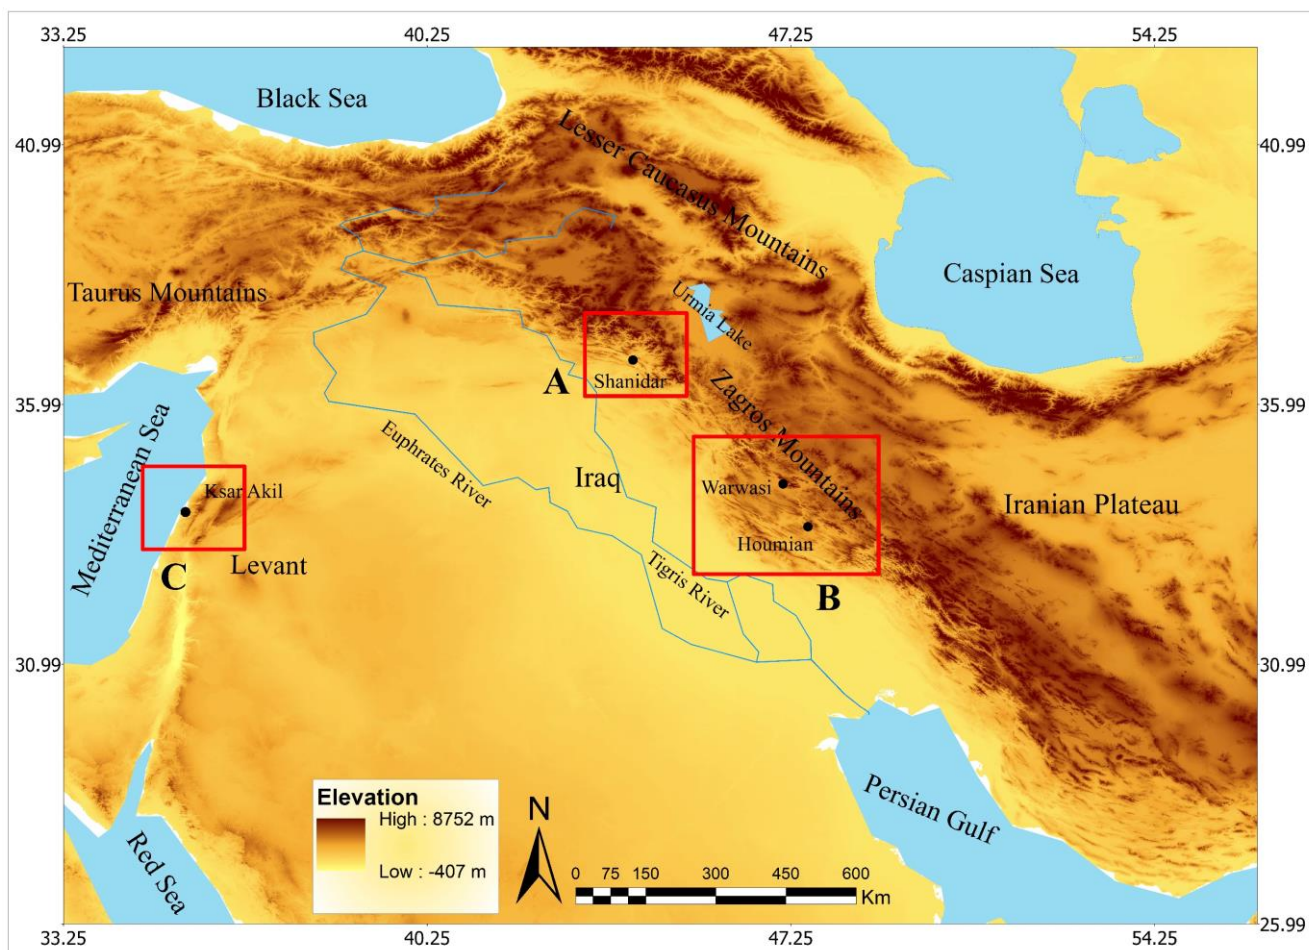 33.25 40.25 47.25 54.25
Black Sea
40.99
40.99
Lesser Caucasus Mountains
Caspian Sea
Taurus Mountains
Urmia Lake
A
Shanidar
Zagros Mountains
35.99
35.99
Mediterranean Sea
Euphrates River
Iraq
Ksar Akil
Warwasi
Iranian Plateau
Houmian
Levant
C
Tigris River
B
30.99
30.99
Persian Gulf
Red Sea
Elevation
High : 8752 m
Low : -407 m
N
0 75 150 300 450 600
Km
25.99
25.99
33.25 40.25 47.25 54.25